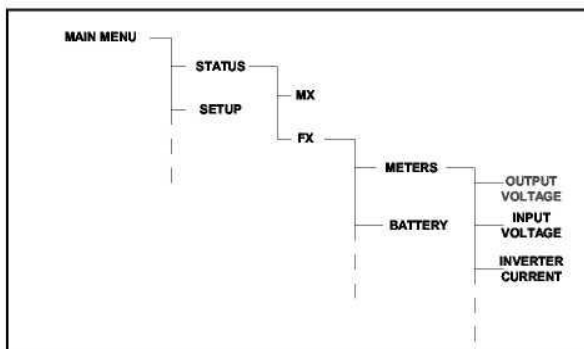 MAIN MENU
STATUS
SETUP
MX
FX
METERS
BATTERY
OUTPUT
VOLTAGE
INPUT
VOLTAGE
INVERTER
CURRENT